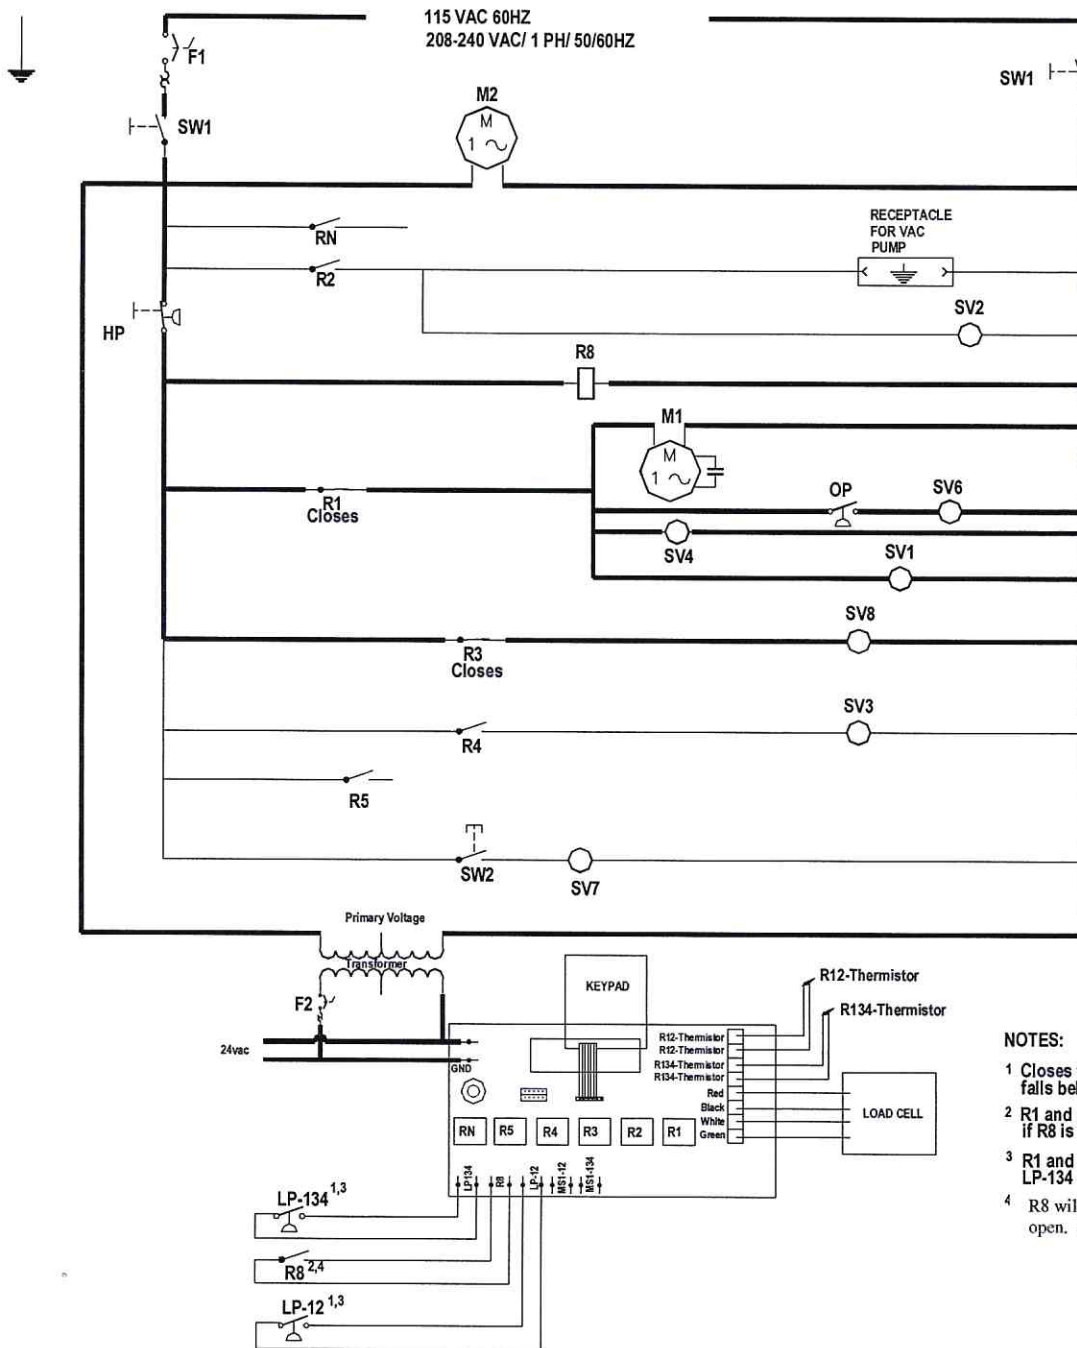 115 VAC 60HZ
208-240 VAC/ 1 PH/ 50/60HZ
F1
SW1
SW1
M2
M
1
RN
R2
RECEPTACLE
FOR VAC
PUMP
SV2
HP
R8
M1
M
1
R1
Closes
OP
SV6
SV4
SV1
R3
Closes
SV8
R4
SV3
R5
SW2
SV7
Primary Voltage
Transformer
F2
24vac
GND
KEYPAD
R12-Thermistor
R134-Thermistor
R12-Thermistor
R12-Thermistor
R134-Thermistor
R134-Thermistor
Red
Black
White
Green
LOAD CELL
RN
R5
R4
R3
R2
R1
LP134
R8
LP-12
MS1-12
MS1-134
LP-134 1,3
R8 2,4
LP-12 1,3
NOTES:
1 Closes
falls bel
2 R1 and
if R8 is
3 R1 and
LP-134
4 R8 wil
open.